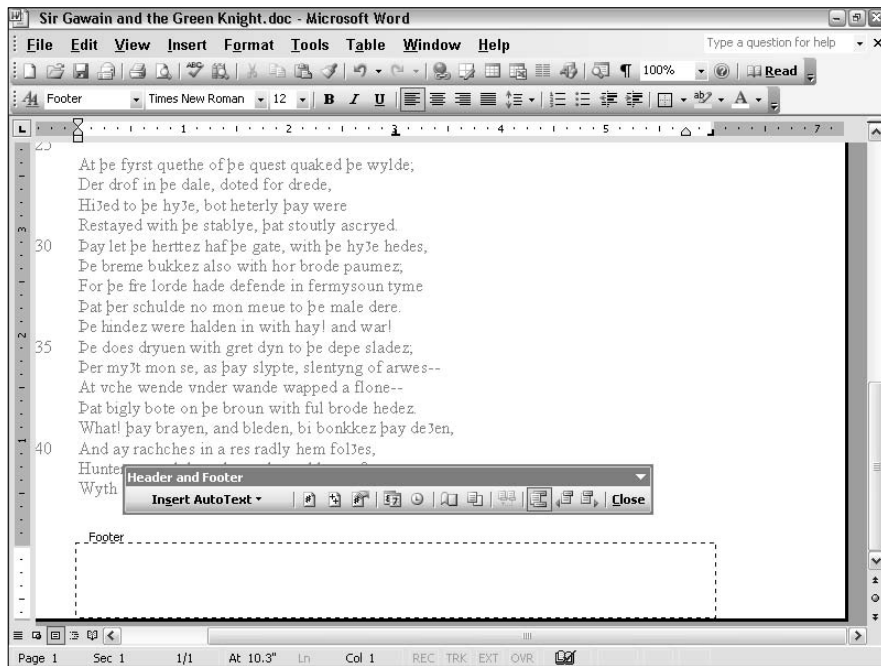 Sir Gawain and the Green Knight.doc - Microsoft Word
File Edit View Insert Format Tools Table Window Help Type a question for help
100% Read
Footer Times New Roman 12 B I U
1 2 3 4 5 7
25
At þe fyrst quethe of þe quest quaked þe wylde;
Der drof in þe dale, doted for drede,
Hiȝed to þe hyȝe, bot heterly þay were
Restayed with þe stablye, þat stoutly ascryed.
30 Þay let þe herttez haf þe gate, with þe hyȝe hedes,
Þe breme bukkez also with hor brode paumez;
For þe fre lorde hade defende in fermysoun tyme
Þat þer schulde no mon meue to þe male dere.
Þe hindez were halden in with hay! and war!
35 Þe does dryuen with gret dyn to þe depe sladez;
Þer myȝt mon se, as þay slypte, slentyng of arwes--
At vche wende vnder wande wapped a flone--
Þat bigly bote on þe broun with ful brode hedez.
What! þay brayen, and bleden, bi bonkkez þay deȝen,
40 And ay rachches in a res radly hem folȝes,
Hunter
Wyth
Header and Footer
Insert AutoText Close
Footer
Page 1 Sec 1 1/1 At 10.3" Ln Col 1 REC TRK EXT OVR